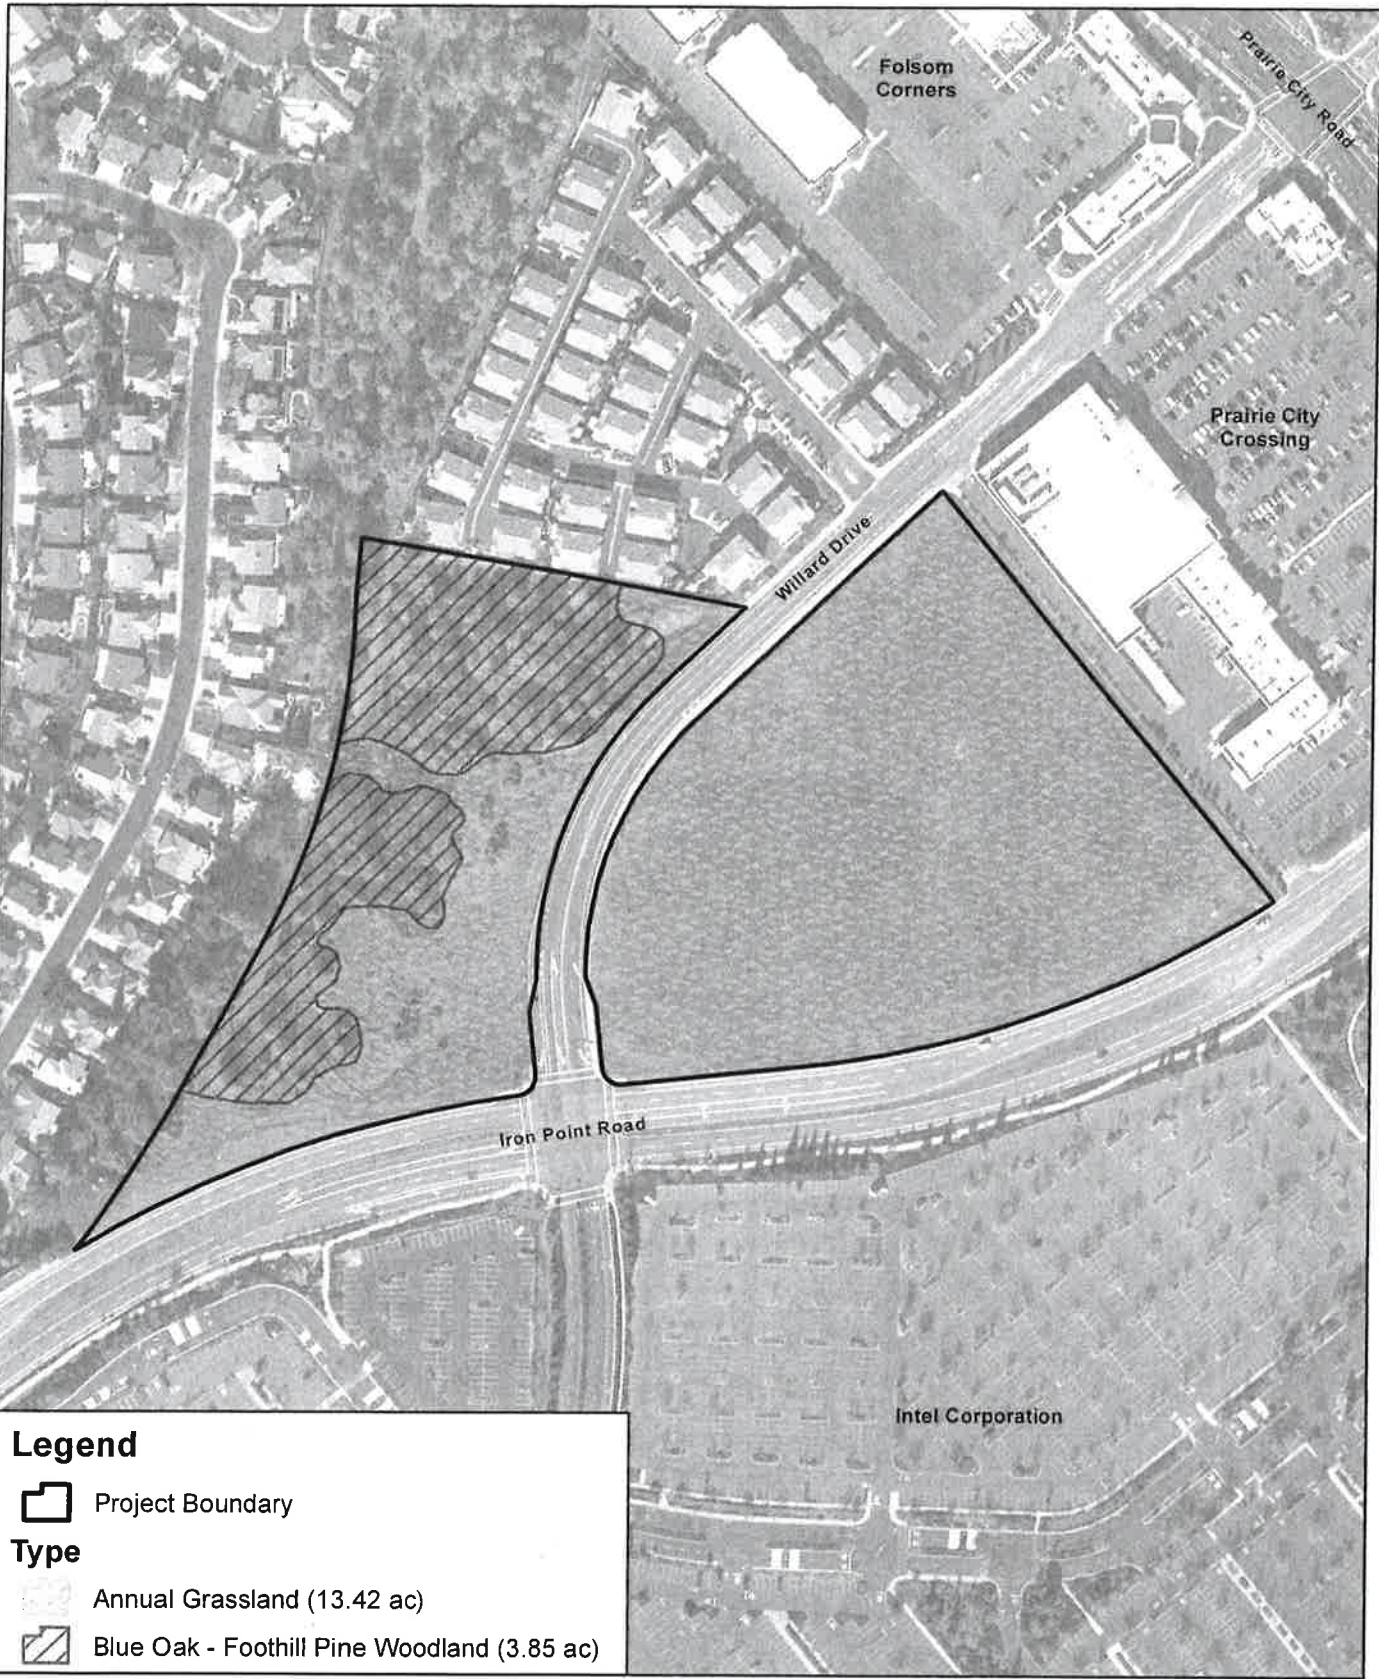 Folsom
Corners
Prairie City Road
Prairie City
Crossing
Willard Drive
Iron Point Road
Intel Corporation
Legend
Project Boundary
Type
Annual Grassland (13.42 ac)
Blue Oak - Foothill Pine Woodland (3.85 ac)